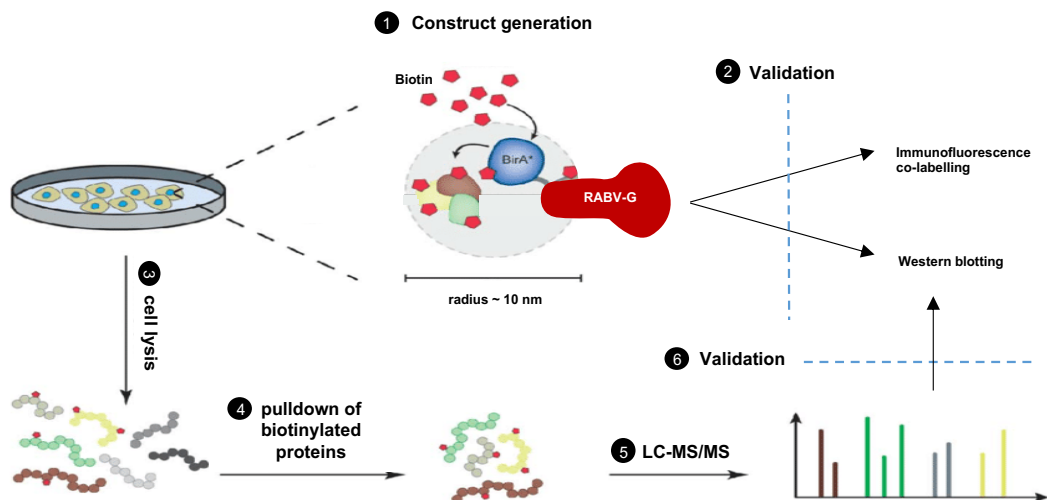 1 Construct generation
Biotin
BirA*
RABV-G
radius ~ 10 nm
2 Validation
Immunofluorescence
co-labelling
Western blotting
3 cell lysis
4 pulldown of
biotinylated
proteins
5 LC-MS/MS
6 Validation